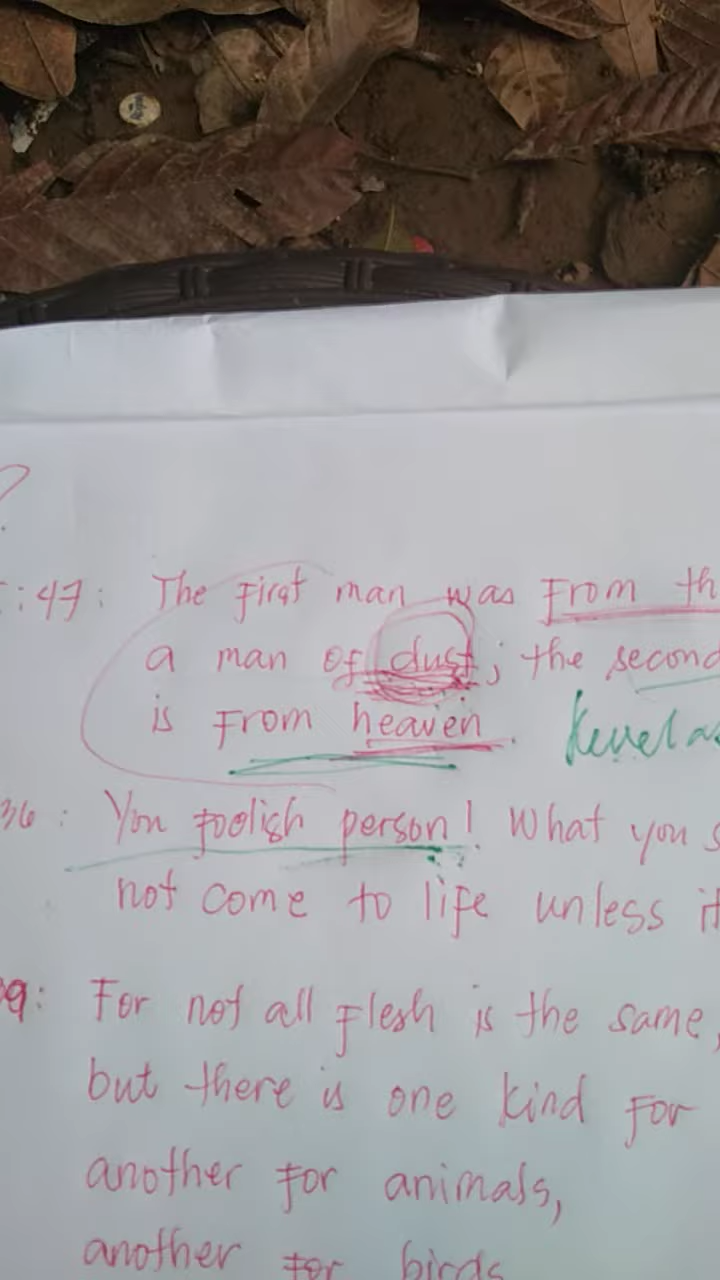 ?
:47: The First man was From th
a man of dust; the second
is From heaven.
36: You foolish person! What you s
not come to life unless it
9: For not all Flesh is the same,
but there is one kind For
another for animals,
another for birds